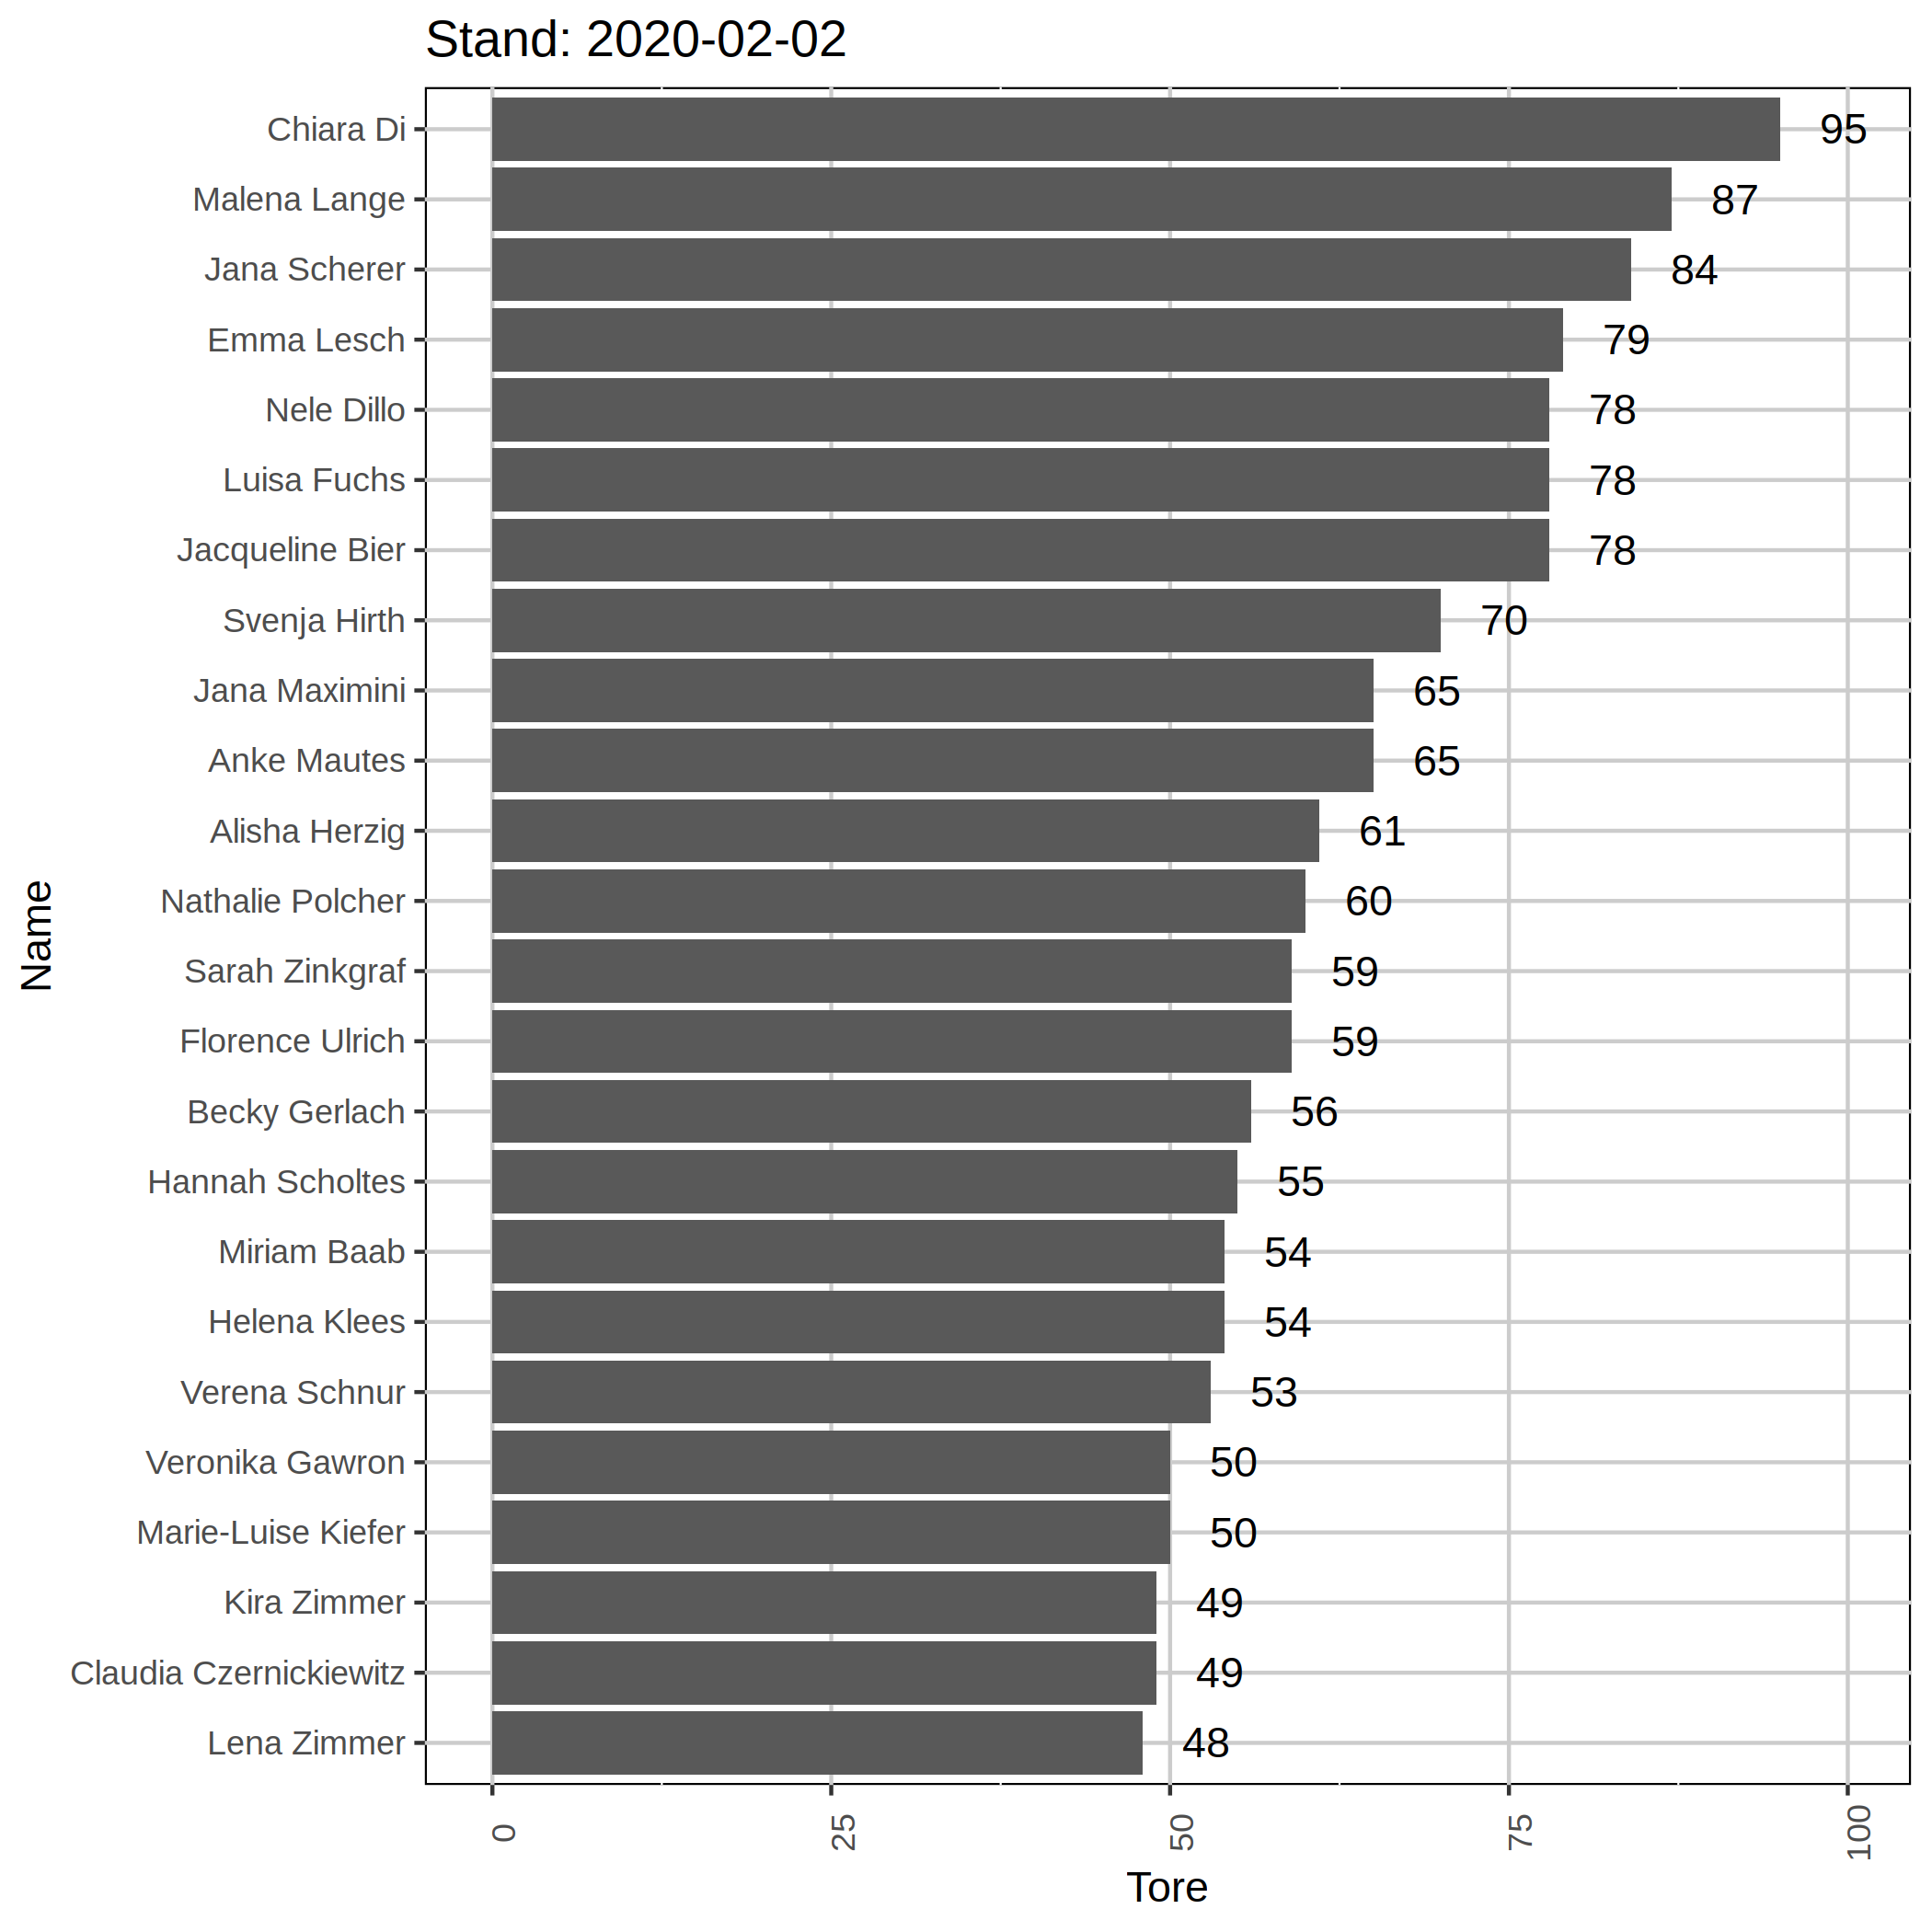 Stand: 2020-02-02
Chiara Di 95
Malena Lange 87
Jana Scherer 84
Emma Lesch 79
Nele Dillo 78
Luisa Fuchs 78
Jacqueline Bier 78
Svenja Hirth 70
Jana Maximini 65
Anke Mautes 65
Alisha Herzig 61
Nathalie Polcher 60
Sarah Zinkgraf 59
Florence Ulrich 59
Becky Gerlach 56
Hannah Scholtes 55
Miriam Baab 54
Helena Klees 54
Verena Schnur 53
Veronika Gawron 50
Marie-Luise Kiefer 50
Kira Zimmer 49
Claudia Czernickiewitz 49
Lena Zimmer 48
Name
0 25 50 75 100
Tore